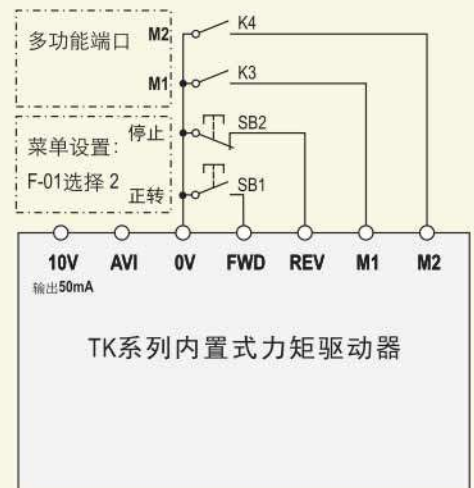 多功能端口
M2
K4
M1
K3
菜单设置:
F-01选择 2
停止
SB2
正转
SB1
10V
AVI
0V
FWD
REV
M1
M2
输出50mA
TK系列内置式力矩驱动器